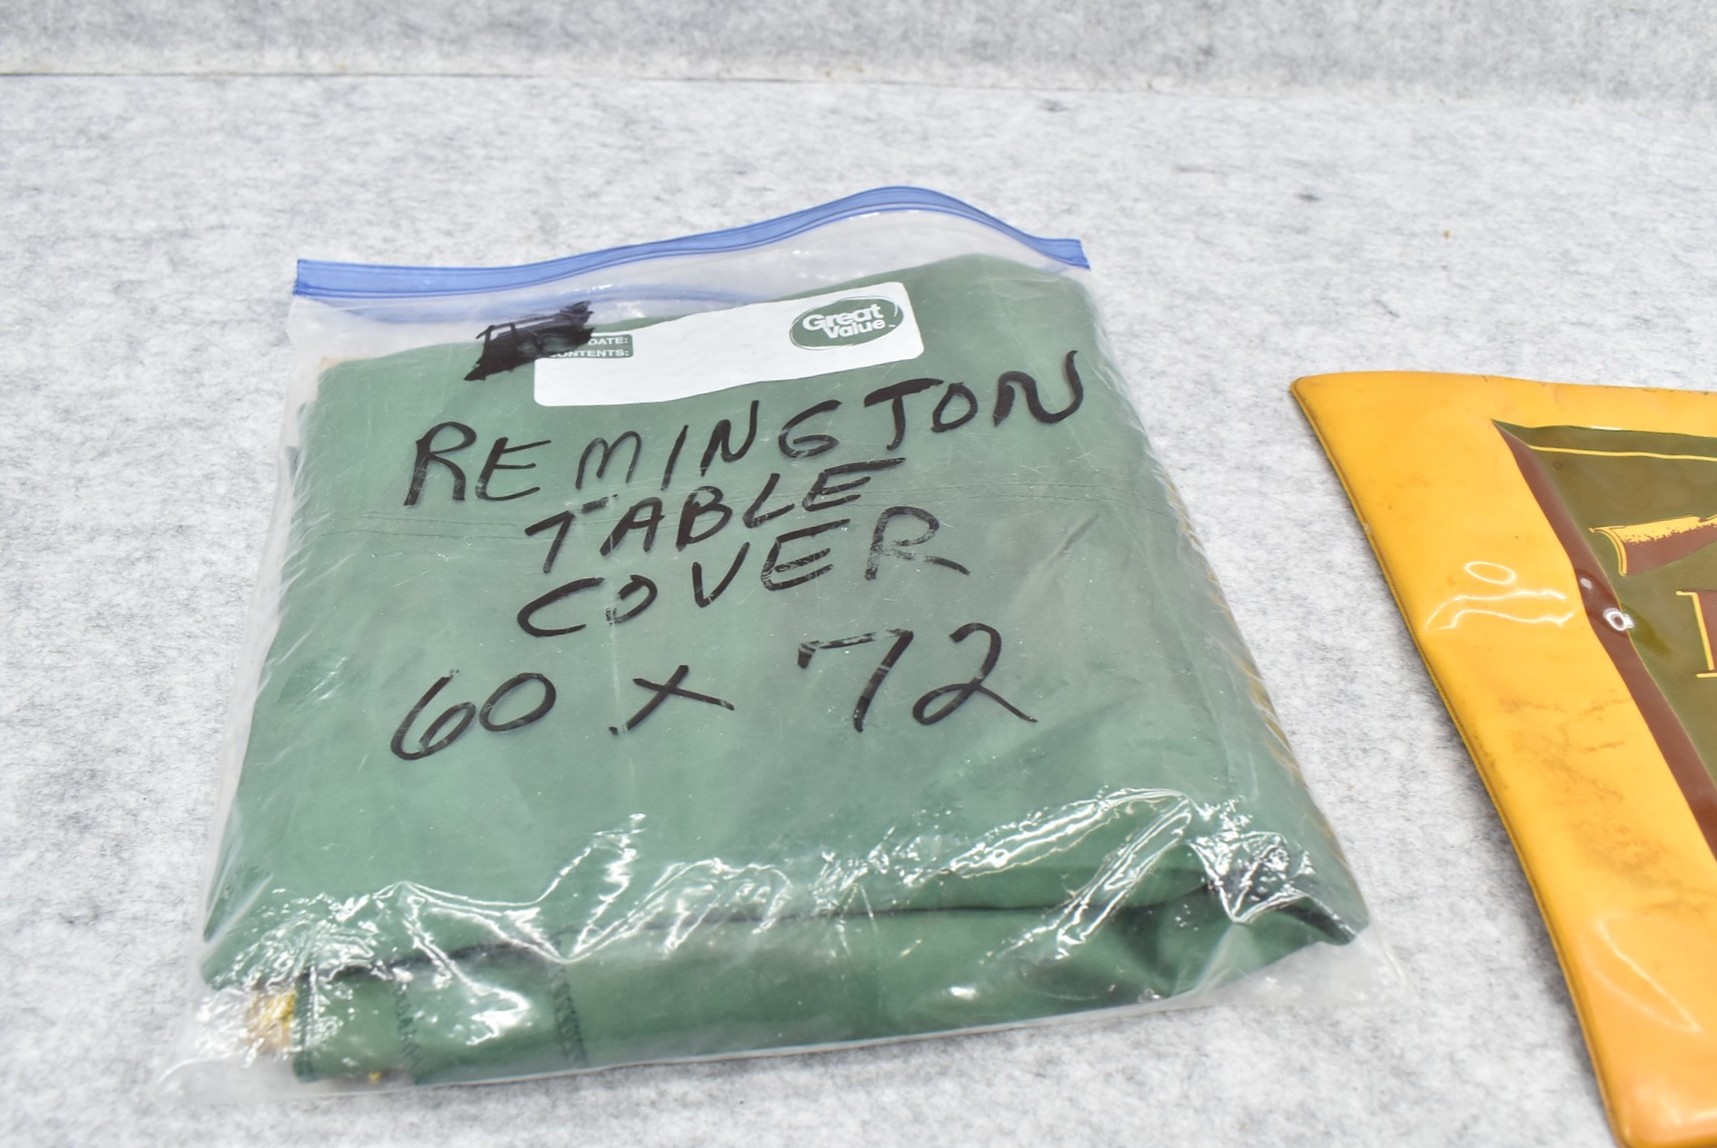 DATE:
CONTENTS:
Great
Value
REMINGTON
TABLE
COVER
60 x 72